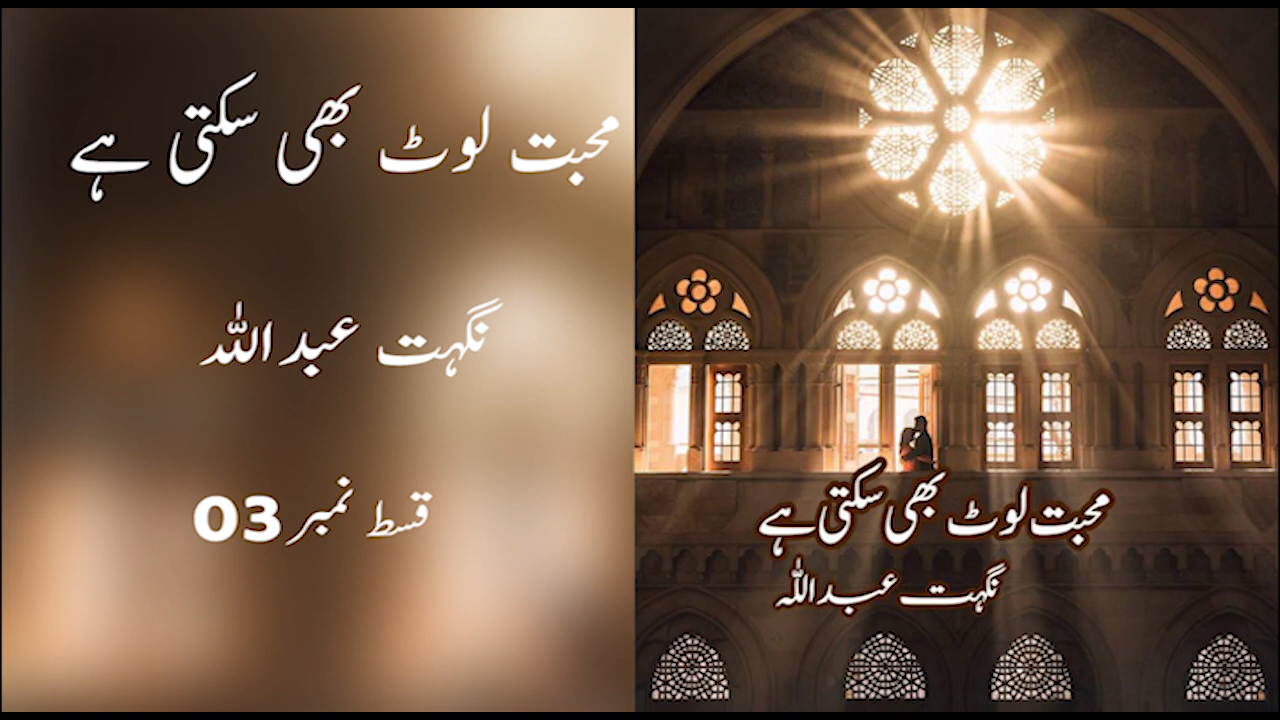 محبت لوٹ بھی سکتی ہے
نگہت عبداللہ
قسط نمبر 03
محبت لوٹ بھی سکتی ہے
نگہت عبداللہ